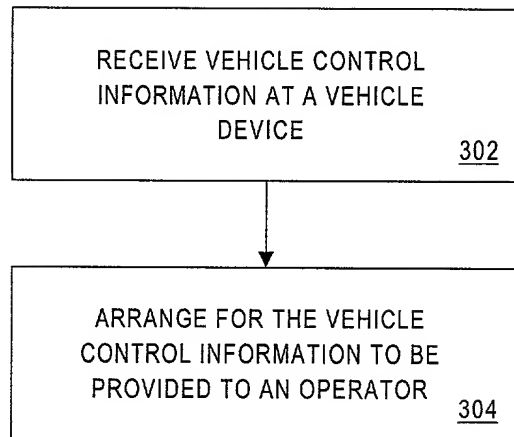 RECEIVE VEHICLE CONTROL
INFORMATION AT A VEHICLE
DEVICE
302
ARRANGE FOR THE VEHICLE
CONTROL INFORMATION TO BE
PROVIDED TO AN OPERATOR
304